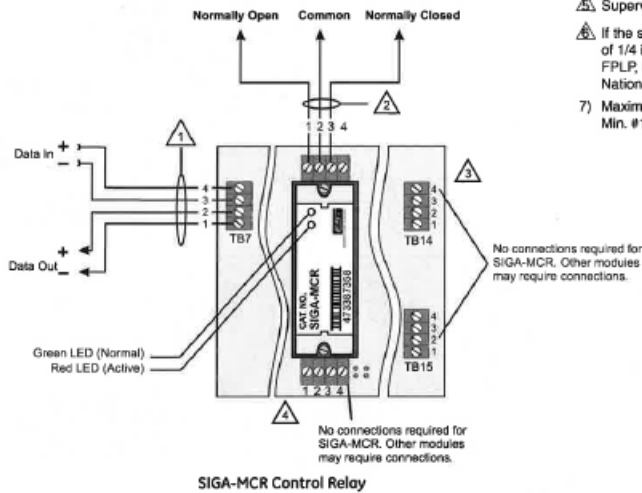 Normally Open Common Normally Closed
2
1 2 3 4
1
Data In + -
4
3
2
1
TB7
Data Out + -
3
4
3
2
1
TB14
CAT NO.
SIGA-MCR
473387358
No connections required for
SIGA-MCR. Other modules
may require connections.
4
3
2
1
TB15
Green LED (Normal)
Red LED (Active)
1 2 3 4
4
No connections required for
SIGA-MCR. Other modules
may require connections.
SIGA-MCR Control Relay
5 Superv
6 If the s
of 1/4 i
FPLP,
Nation
7) Maxim
Min. #1